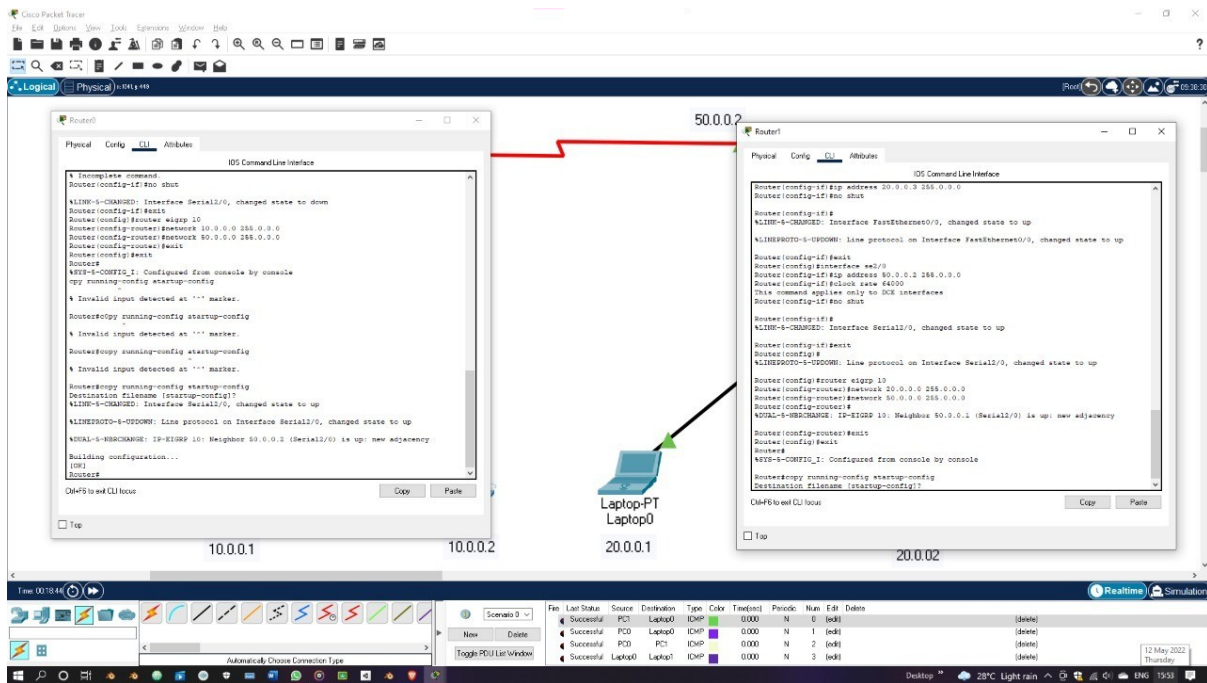 Cisco Packet Tracer
File Edit Options View Tools Extensions Window Help
Logical Physical x: 1041, y: 449
[Root] 09:38:30
50.0.0.2
Router0
Physical Config CLI Attributes
IOS Command Line Interface
% Incomplete command.
Router(config-if)#no shut
%LINK-5-CHANGED: Interface Serial2/0, changed state to down
Router(config-if)#exit
Router(config)#router eigrp 10
Router(config-router)#network 10.0.0.0 255.0.0.0
Router(config-router)#network 50.0.0.0 255.0.0.0
Router(config-router)#exit
Router(config)#exit
Router#
%SYS-5-CONFIG_I: Configured from console by console
cpy running-config startup-config
^
% Invalid input detected at '^' marker.
Router#c0py running-config startup-config
^
% Invalid input detected at '^' marker.
Router#copy running-config atartup-config
^
% Invalid input detected at '^' marker.
Router#copy running-config startup-config
Destination filename [startup-config]?
%LINK-5-CHANGED: Interface Serial2/0, changed state to up
%LINEPROTO-5-UPDOWN: Line protocol on Interface Serial2/0, changed state to up
%DUAL-5-NBRCHANGE: IP-EIGRP 10: Neighbor 50.0.0.2 (Serial2/0) is up: new adjacency
Building configuration...
[OK]
Router#
Ctrl+F6 to exit CLI focus
Copy Paste
Top
Router1
Physical Config CLI Attributes
IOS Command Line Interface
Router(config-if)#ip address 20.0.0.3 255.0.0.0
Router(config-if)#no shut
Router(config-if)#
%LINK-5-CHANGED: Interface FastEthernet0/0, changed state to up
%LINEPROTO-5-UPDOWN: Line protocol on Interface FastEthernet0/0, changed state to up
Router(config-if)#exit
Router(config)#interface se2/0
Router(config-if)#ip address 50.0.0.2 255.0.0.0
Router(config-if)#clock rate 64000
This command applies only to DCE interfaces
Router(config-if)#no shut
Router(config-if)#
%LINK-5-CHANGED: Interface Serial2/0, changed state to up
Router(config-if)#exit
Router(config)#
%LINEPROTO-5-UPDOWN: Line protocol on Interface Serial2/0, changed state to up
Router(config)#router eigrp 10
Router(config-router)#network 20.0.0.0 255.0.0.0
Router(config-router)#network 50.0.0.0 255.0.0.0
Router(config-router)#
%DUAL-5-NBRCHANGE: IP-EIGRP 10: Neighbor 50.0.0.1 (Serial2/0) is up: new adjacency
Router(config-router)#exit
Router(config)#exit
Router#
%SYS-5-CONFIG_I: Configured from console by console
Router#copy running-config startup-config
Destination filename [startup-config]?
Ctrl+F6 to exit CLI focus
Copy Paste
Top
Laptop-PT
Laptop0
10.0.0.1
10.0.0.2
20.0.0.1
20.0.02
Time: 00:18:44
Realtime Simulation
Automatically Choose Connection Type
Scenario 0
New Delete
Toggle PDU List Window
Fire Last Status Source Destination Type Color Time(sec) Periodic Num Edit Delete
Successful PC1 Laptop0 ICMP 0.000 N 0 (edit) (delete)
Successful PC0 Laptop0 ICMP 0.000 N 1 (edit) (delete)
Successful PC0 PC1 ICMP 0.000 N 2 (edit) (delete)
Successful Laptop0 Laptop1 ICMP 0.000 N 3 (edit) (delete)
12 May 2022
Thursday
Desktop 28°C Light rain ENG 15:53